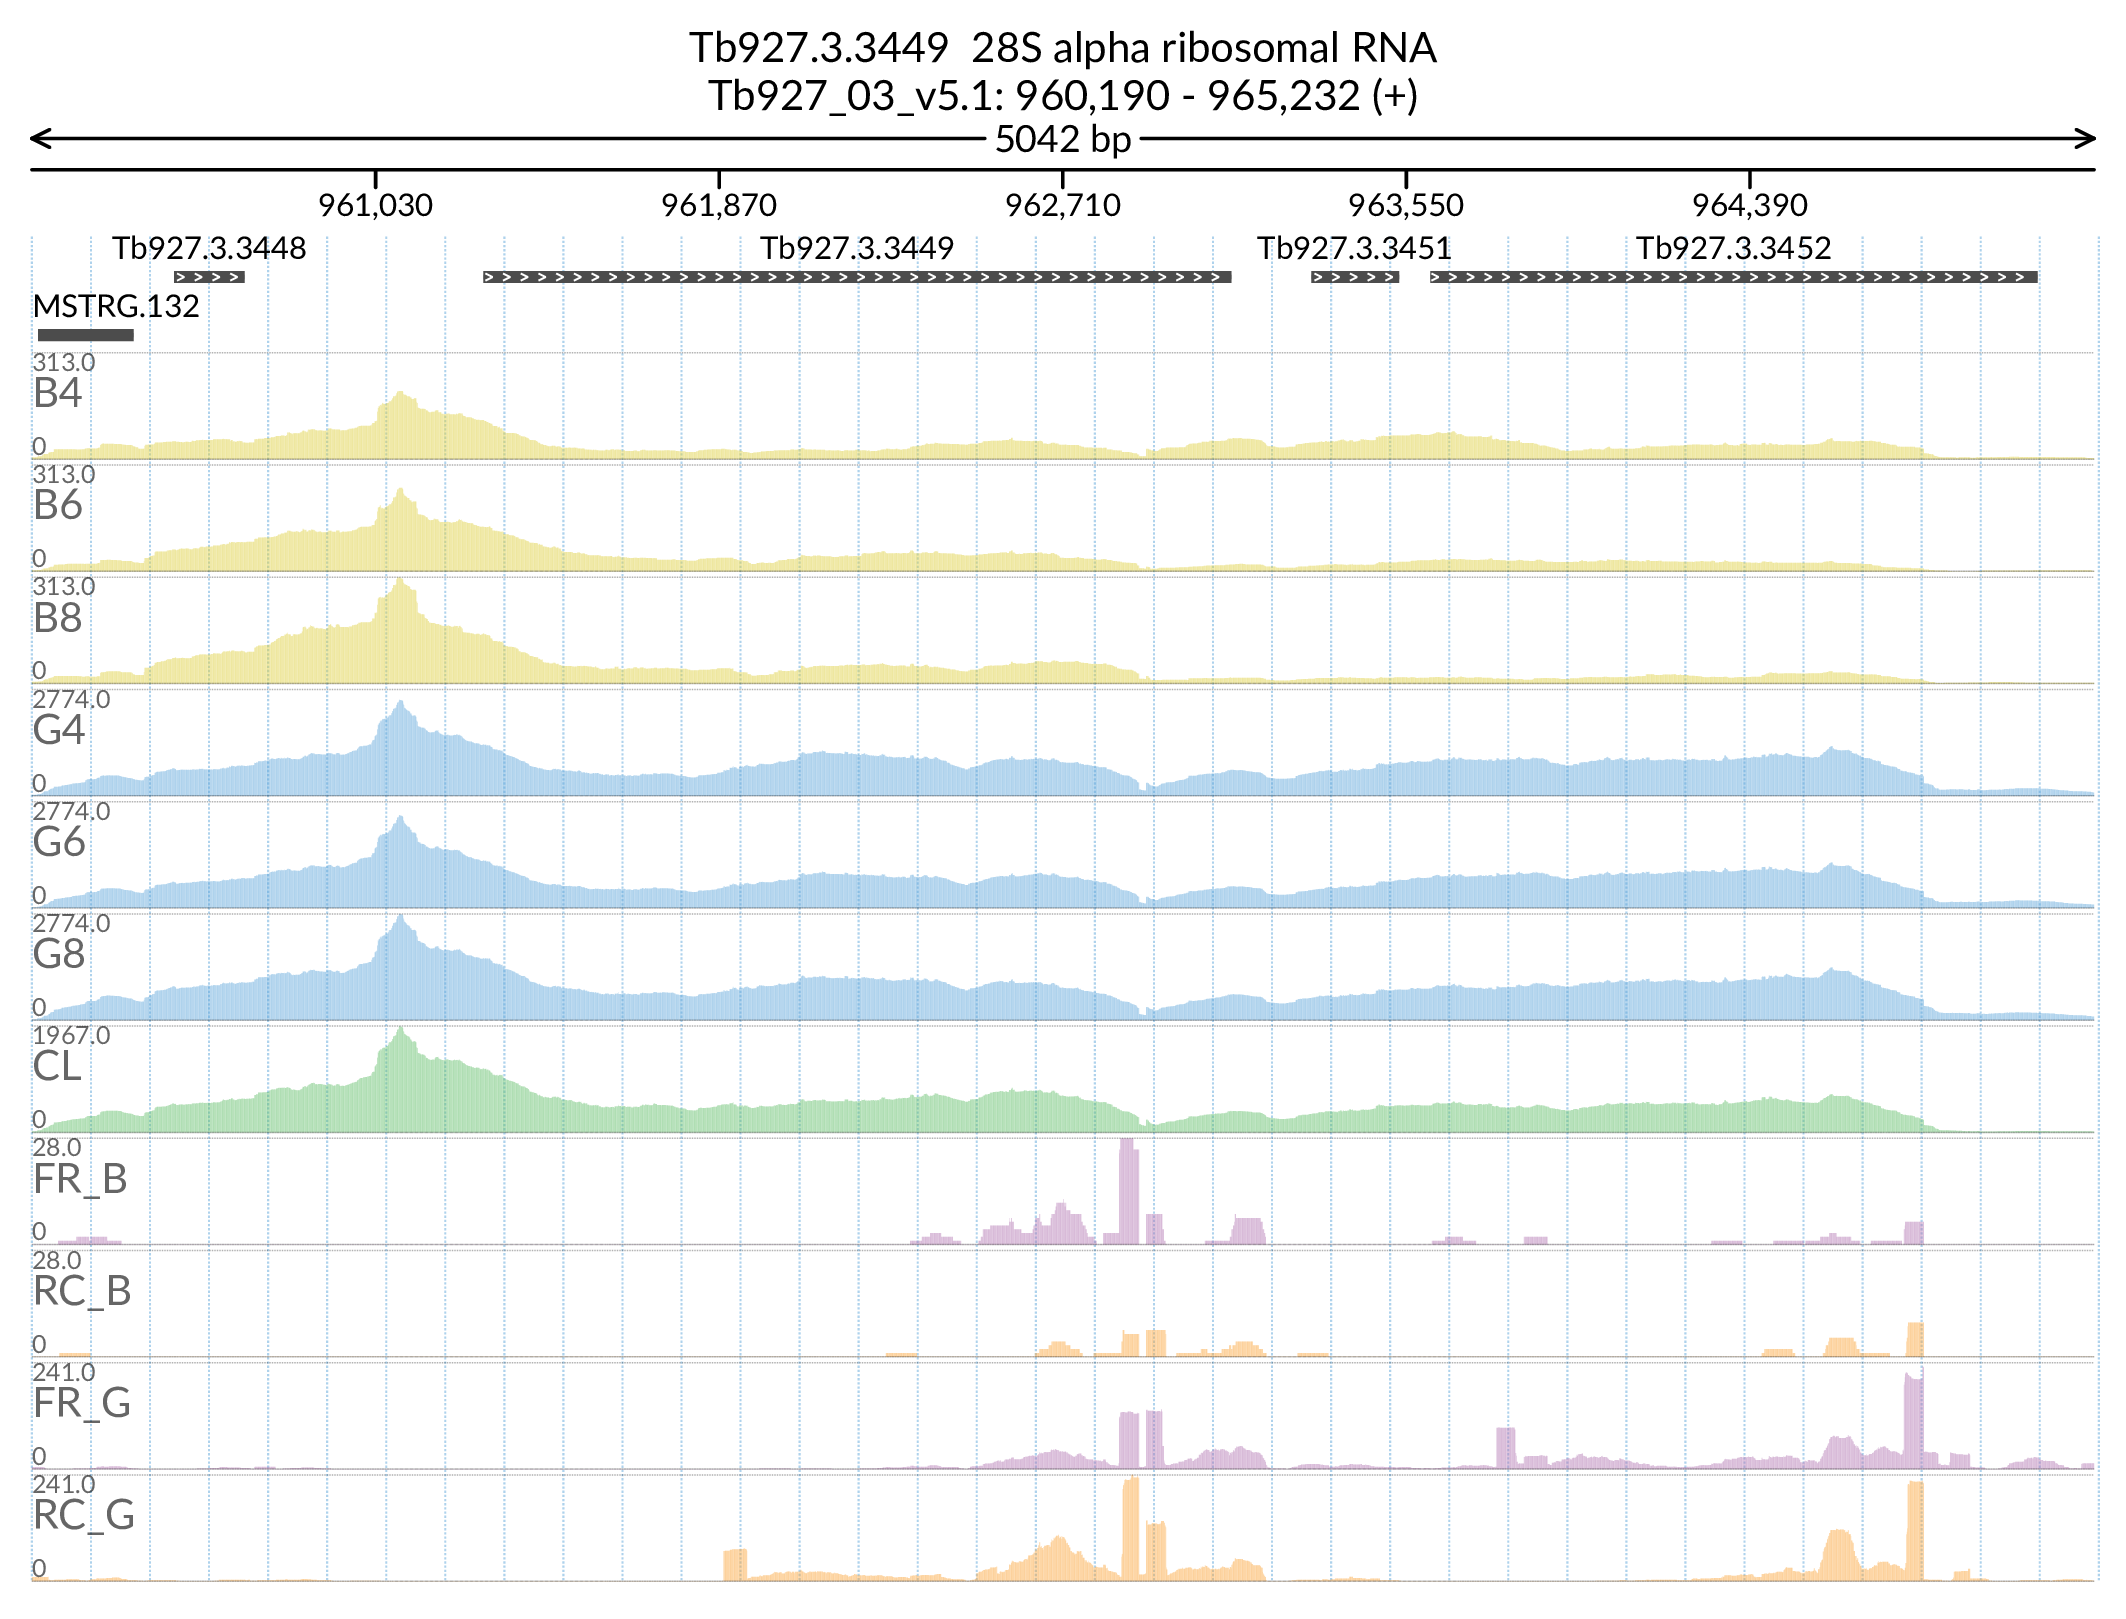 Tb927.3.3449  28S alpha ribosomal RNA
Tb927_03_v5.1: 960,190 - 965,232 (+)
5042 bp
961,030 961,870 962,710 963,550 964,390
Tb927.3.3448 Tb927.3.3449 Tb927.3.3451 Tb927.3.3452
MSTRG.132
313.0
B4
0
313.0
B6
0
313.0
B8
0
2774.0
G4
0
2774.0
G6
0
2774.0
G8
0
1967.0
CL
0
28.0
FR_B
0
28.0
RC_B
0
241.0
FR_G
0
241.0
RC_G
0